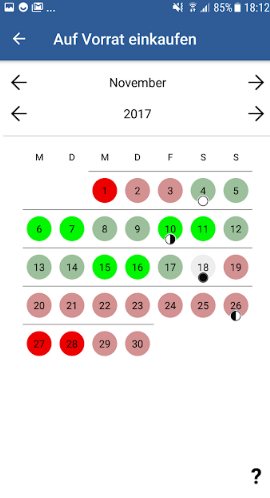 ... 85% 18:12
Auf Vorrat einkaufen
November
2017
M D M D F S S
1 2 3 4 5
6 7 8 9 10 11 12
13 14 15 16 17 18 19
20 21 22 23 24 25 26
27 28 29 30
?